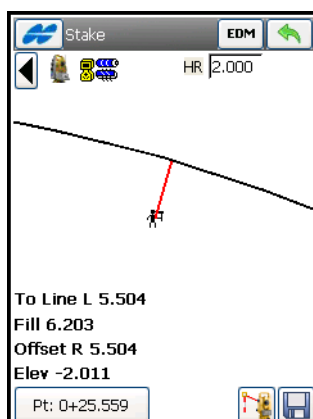 Stake EDM
HR 2.000
To Line L 5.504
Fill 6.203
Offset R 5.504
Elev -2.011
Pt: 0+25.559